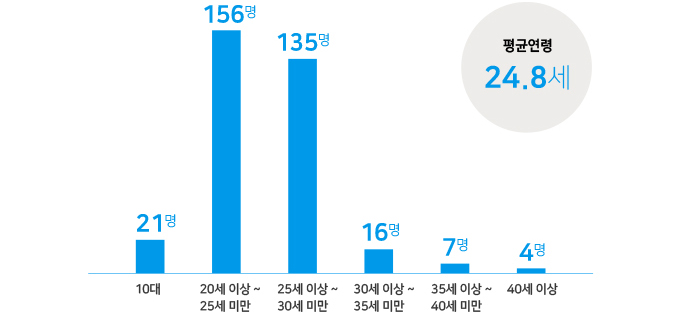 156명
135명
평균연령
24.8세
21명
16명
7명
4명
10대
20세 이상 ~
25세 미만
25세 이상 ~
30세 미만
30세 이상 ~
35세 미만
35세 이상 ~
40세 미만
40세 이상